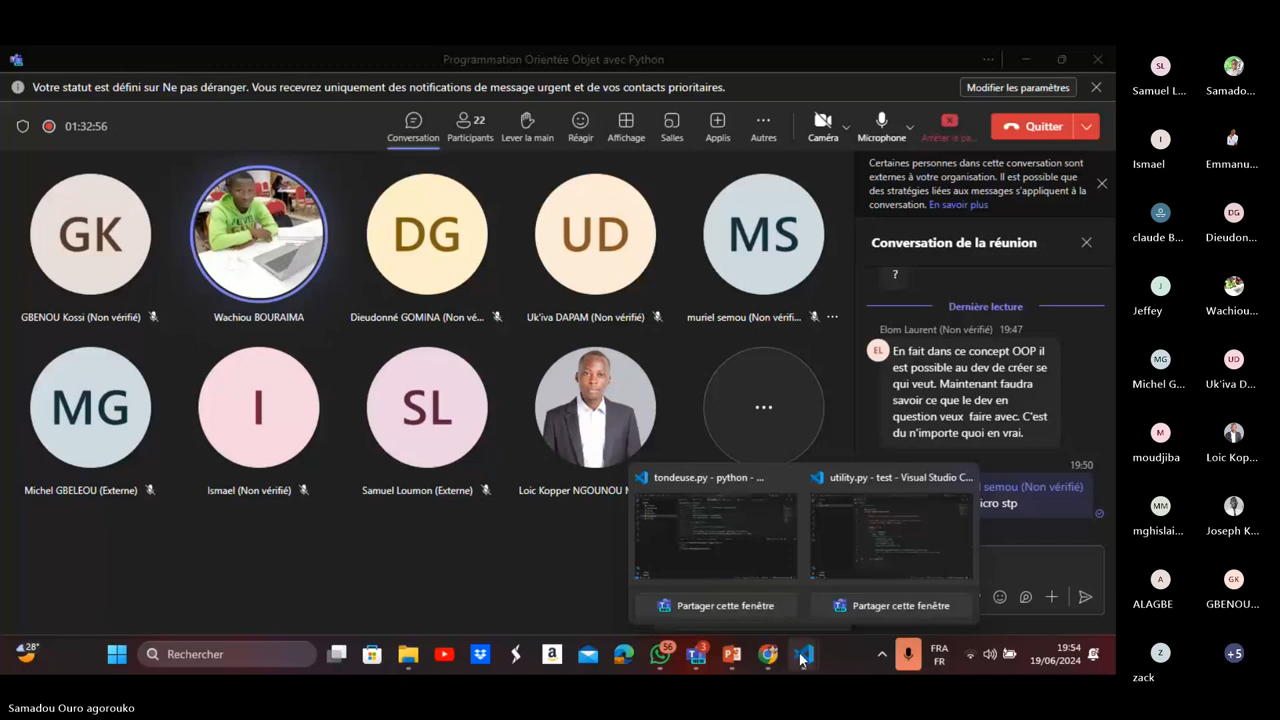 Programmation Orientée Objet avec Python
Votre statut est défini sur Ne pas déranger. Vous recevrez uniquement des notifications de message urgent et de vos contacts prioritaires.
Modifier les paramètres
01:32:56
Conversation
22
Participants
Lever la main
Réagir
Affichage
Salles
Applis
Autres
Caméra
Microphone
Arrêter le pa...
Quitter
GK
DG
UD
MS
GBENOU Kossi (Non vérifié)
Wachiou BOURAIMA
Dieudonné GOMINA (Non vé...
Uk'iva DAPAM (Non vérifié)
muriel semou (Non vérifi...
MG
I
SL
Michel GBELEOU (Externe)
Ismael (Non vérifié)
Samuel Loumon (Externe)
Loic Kopper NGOUNOU
Certaines personnes dans cette conversation sont
externes à votre organisation. Il est possible que
des stratégies liées aux messages s'appliquent à la
conversation. En savoir plus
Conversation de la réunion
?
Dernière lecture
Elom Laurent (Non vérifié) 19:47
EL
En fait dans ce concept OOP il
est possible au dev de créer se
qui veut. Maintenant faudra
savoir ce que le dev en
question veux faire avec. C'est
du n'importe quoi en vrai.
19:50
semou (Non vérifié)
icro stp
tondeuse.py - python - ...
utility.py - test - Visual Studio C...
Partager cette fenêtre
Partager cette fenêtre
28°
Rechercher
56
3
FRA
FR
19:54
19/06/2024
SL
Samuel L...
Samado...
I
Ismael
Emmanu...
claude B...
DG
Dieudon...
J
Jeffey
Wachiou...
MG
Michel G...
UD
Uk'iva D...
M
moudjiba
Loic Kop...
MM
mghislai...
Joseph K...
A
ALAGBE
GK
GBENOU...
Z
zack
+5
Samadou Ouro agorouko